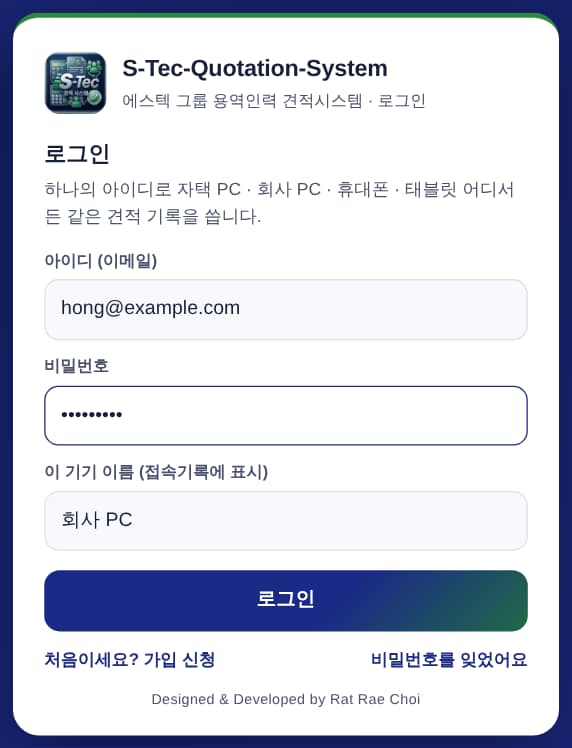 S-Tec
S-Tec-Quotation-System
에스텍 그룹 용역인력 견적시스템 · 로그인
로그인
하나의 아이디로 자택 PC · 회사 PC · 휴대폰 · 태블릿 어디서
든 같은 견적 기록을 씁니다.
아이디 (이메일)
hong@example.com
비밀번호
•••••••••
이 기기 이름 (접속기록에 표시)
회사 PC
로그인
처음이세요? 가입 신청
비밀번호를 잊었어요
Designed & Developed by Rat Rae Choi